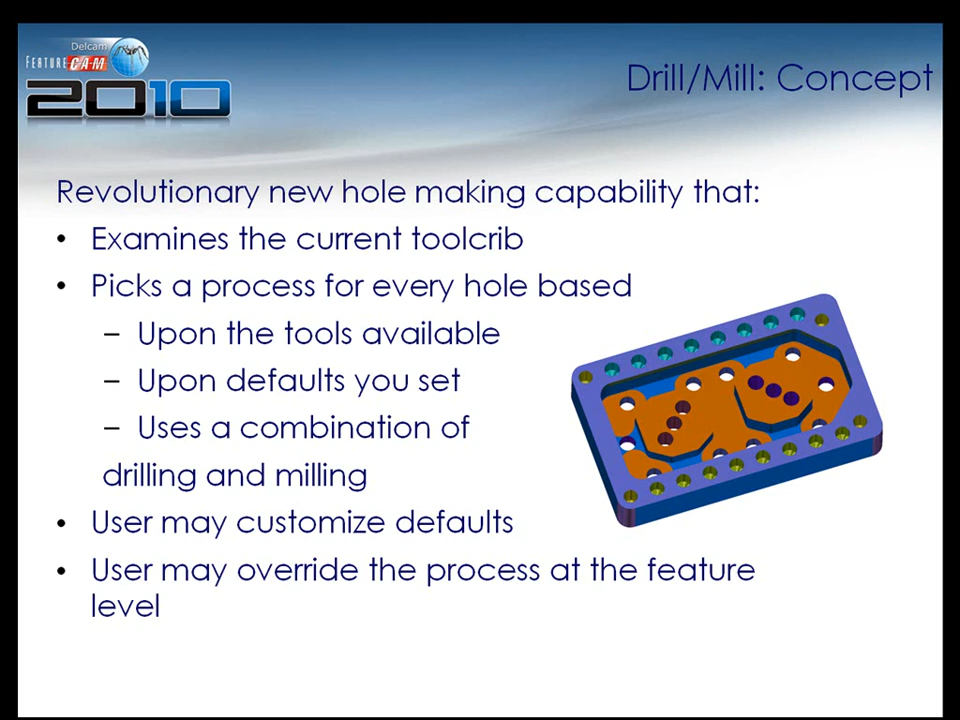 Delcam
FEATURECAM
2010
Drill/Mill: Concept
Revolutionary new hole making capability that:
• Examines the current toolcrib
• Picks a process for every hole based
– Upon the tools available
– Upon defaults you set
– Uses a combination of
drilling and milling
• User may customize defaults
• User may override the process at the feature
level